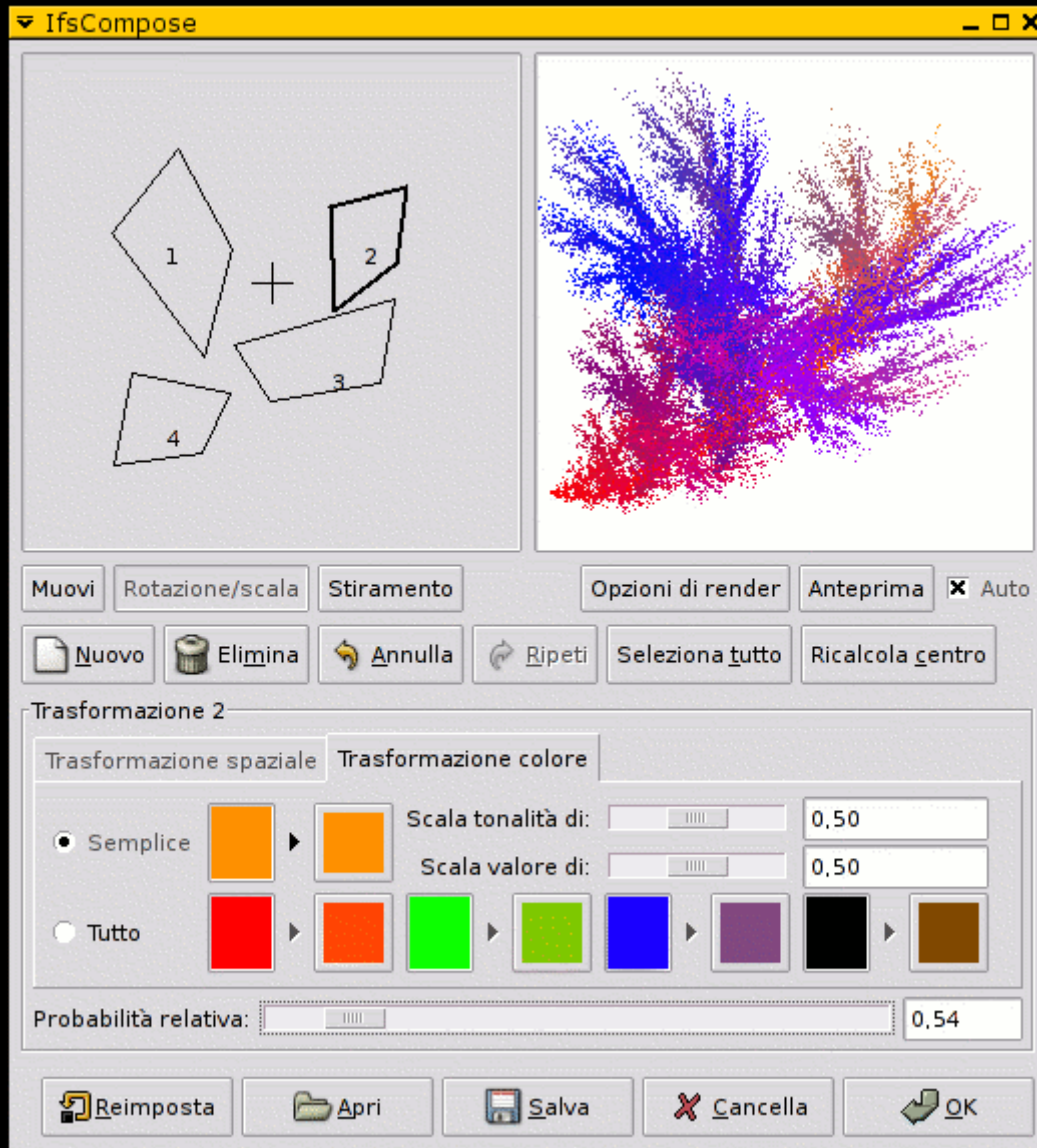 IfsCompose
1
2
3
4
Muovi Rotazione/scala Stiramento Opzioni di render Anteprima Auto
Nuovo Elimina Annulla Ripeti Seleziona tutto Ricalcola centro
Trasformazione 2
Trasformazione spaziale Trasformazione colore
Semplice Scala tonalità di: 0,50
Scala valore di: 0,50
Tutto
Probabilità relativa: 0,54
Reimposta Apri Salva Cancella OK